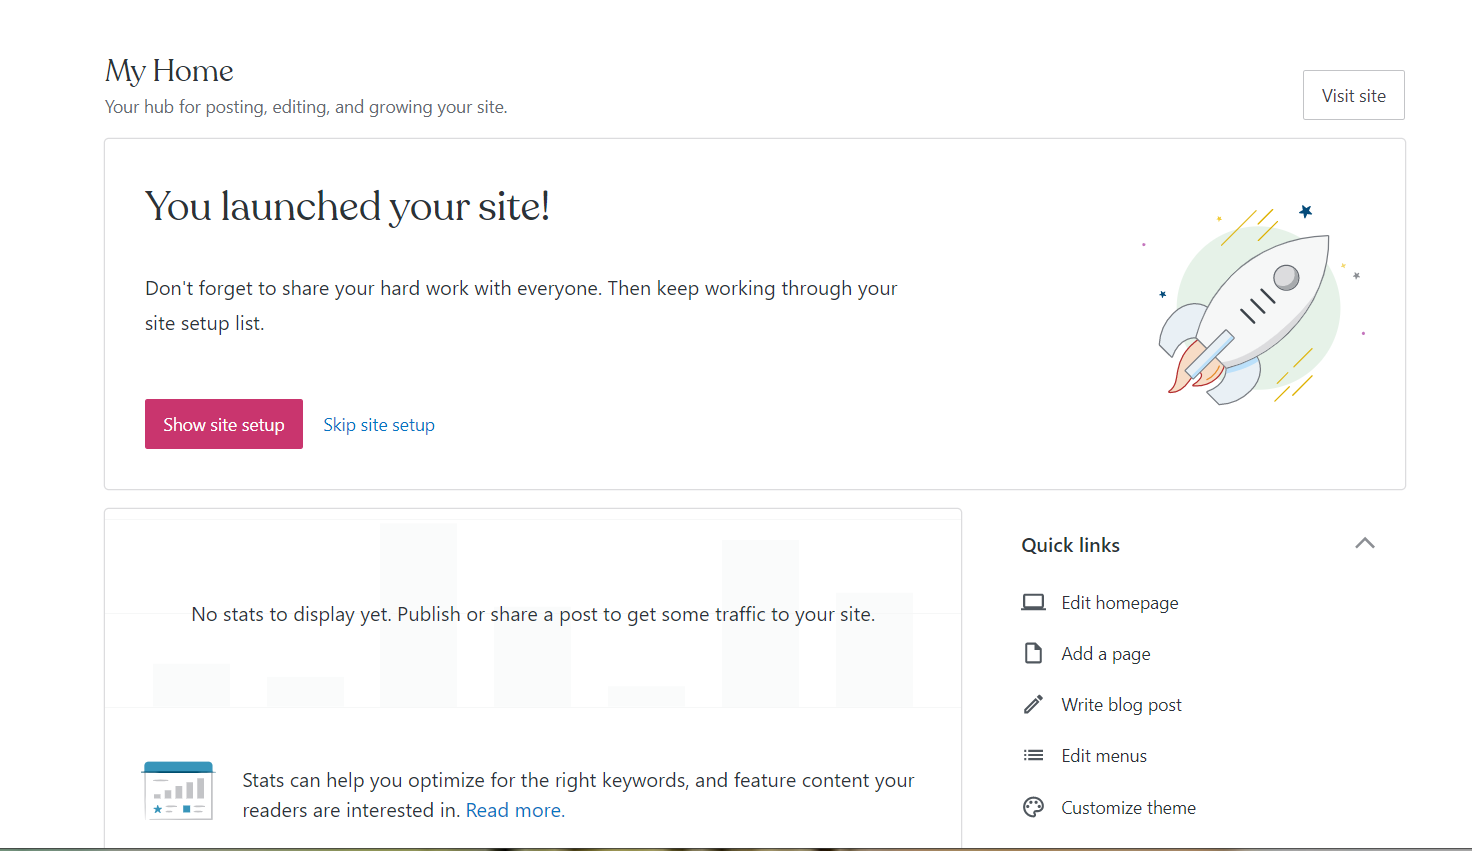 My Home
Your hub for posting, editing, and growing your site.
Visit site
You launched your site!
Don't forget to share your hard work with everyone. Then keep working through your
site setup list.
Show site setup
Skip site setup
No stats to display yet. Publish or share a post to get some traffic to your site.
Stats can help you optimize for the right keywords, and feature content your
readers are interested in. Read more.
Quick links
Edit homepage
Add a page
Write blog post
Edit menus
Customize theme